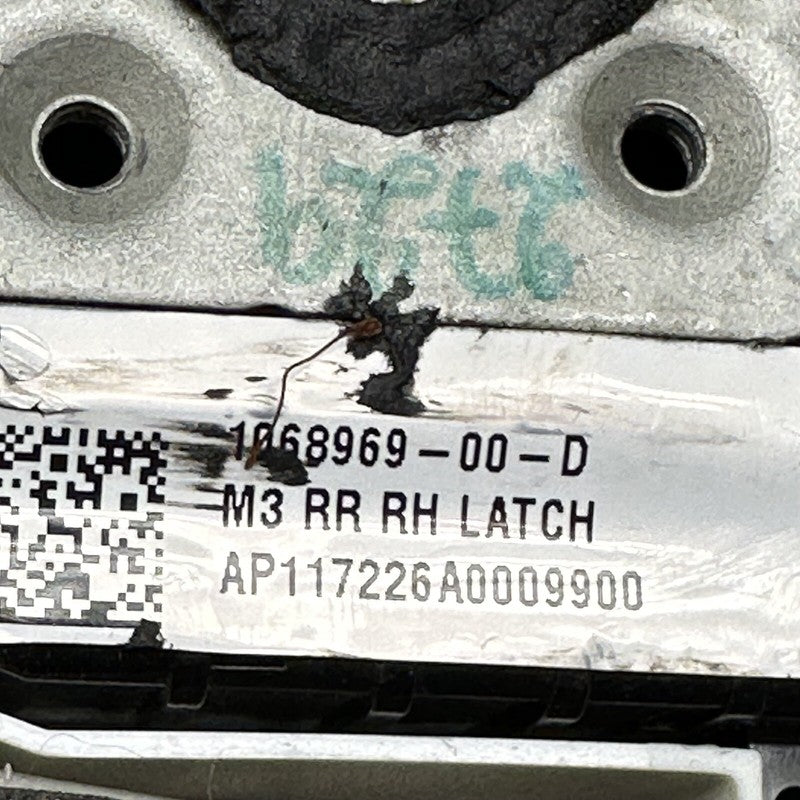 1068969-00-D
M3 RR RH LATCH
AP117226A0009900